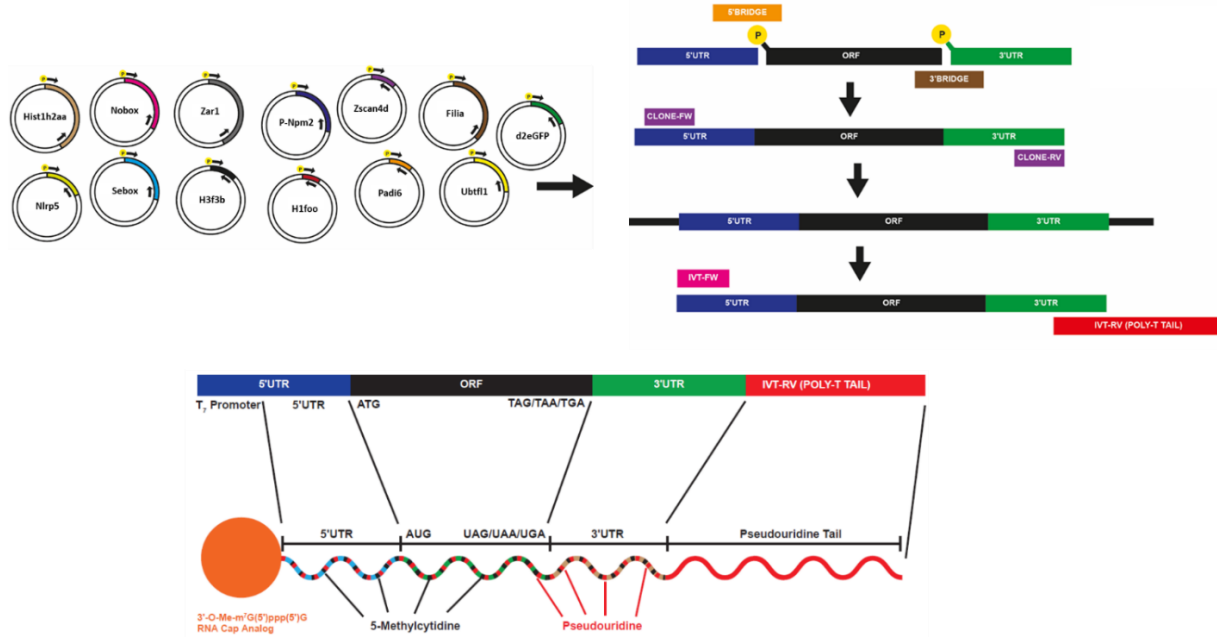 P
Hist1h2aa
P
Nobox
P
Zar1
P
P-Npm2
P
Zscan4d
P
Filia
P
d2eGFP
P
Nlrp5
P
Sebox
P
H3f3b
P
H1foo
P
Padi6
P
Ubtfl1
5'BRIDGE
P
P
5'UTR
ORF
3'UTR
3'BRIDGE
CLONE-FW
5'UTR
ORF
3'UTR
CLONE-RV
5'UTR
ORF
3'UTR
IVT-FW
5'UTR
ORF
3'UTR
IVT-RV (POLY-T TAIL)
5'UTR
ORF
3'UTR
IVT-RV (POLY-T TAIL)
T7 Promoter
5'UTR
ATG
TAG/TAA/TGA
5'UTR
AUG
UAG/UAA/UGA
3'UTR
Pseudouridine Tail
3'-O-Me-m⁷G(5')ppp(5')G
RNA Cap Analog
5-Methylcytidine
Pseudouridine